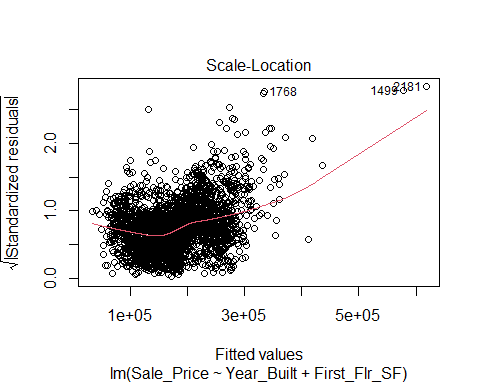 Scale-Location
√|Standardized residuals|
2.0
1.0
0.0
1768
1499
2181
1e+05 3e+05 5e+05
Fitted values
lm(Sale_Price ~ Year_Built + First_Flr_SF)